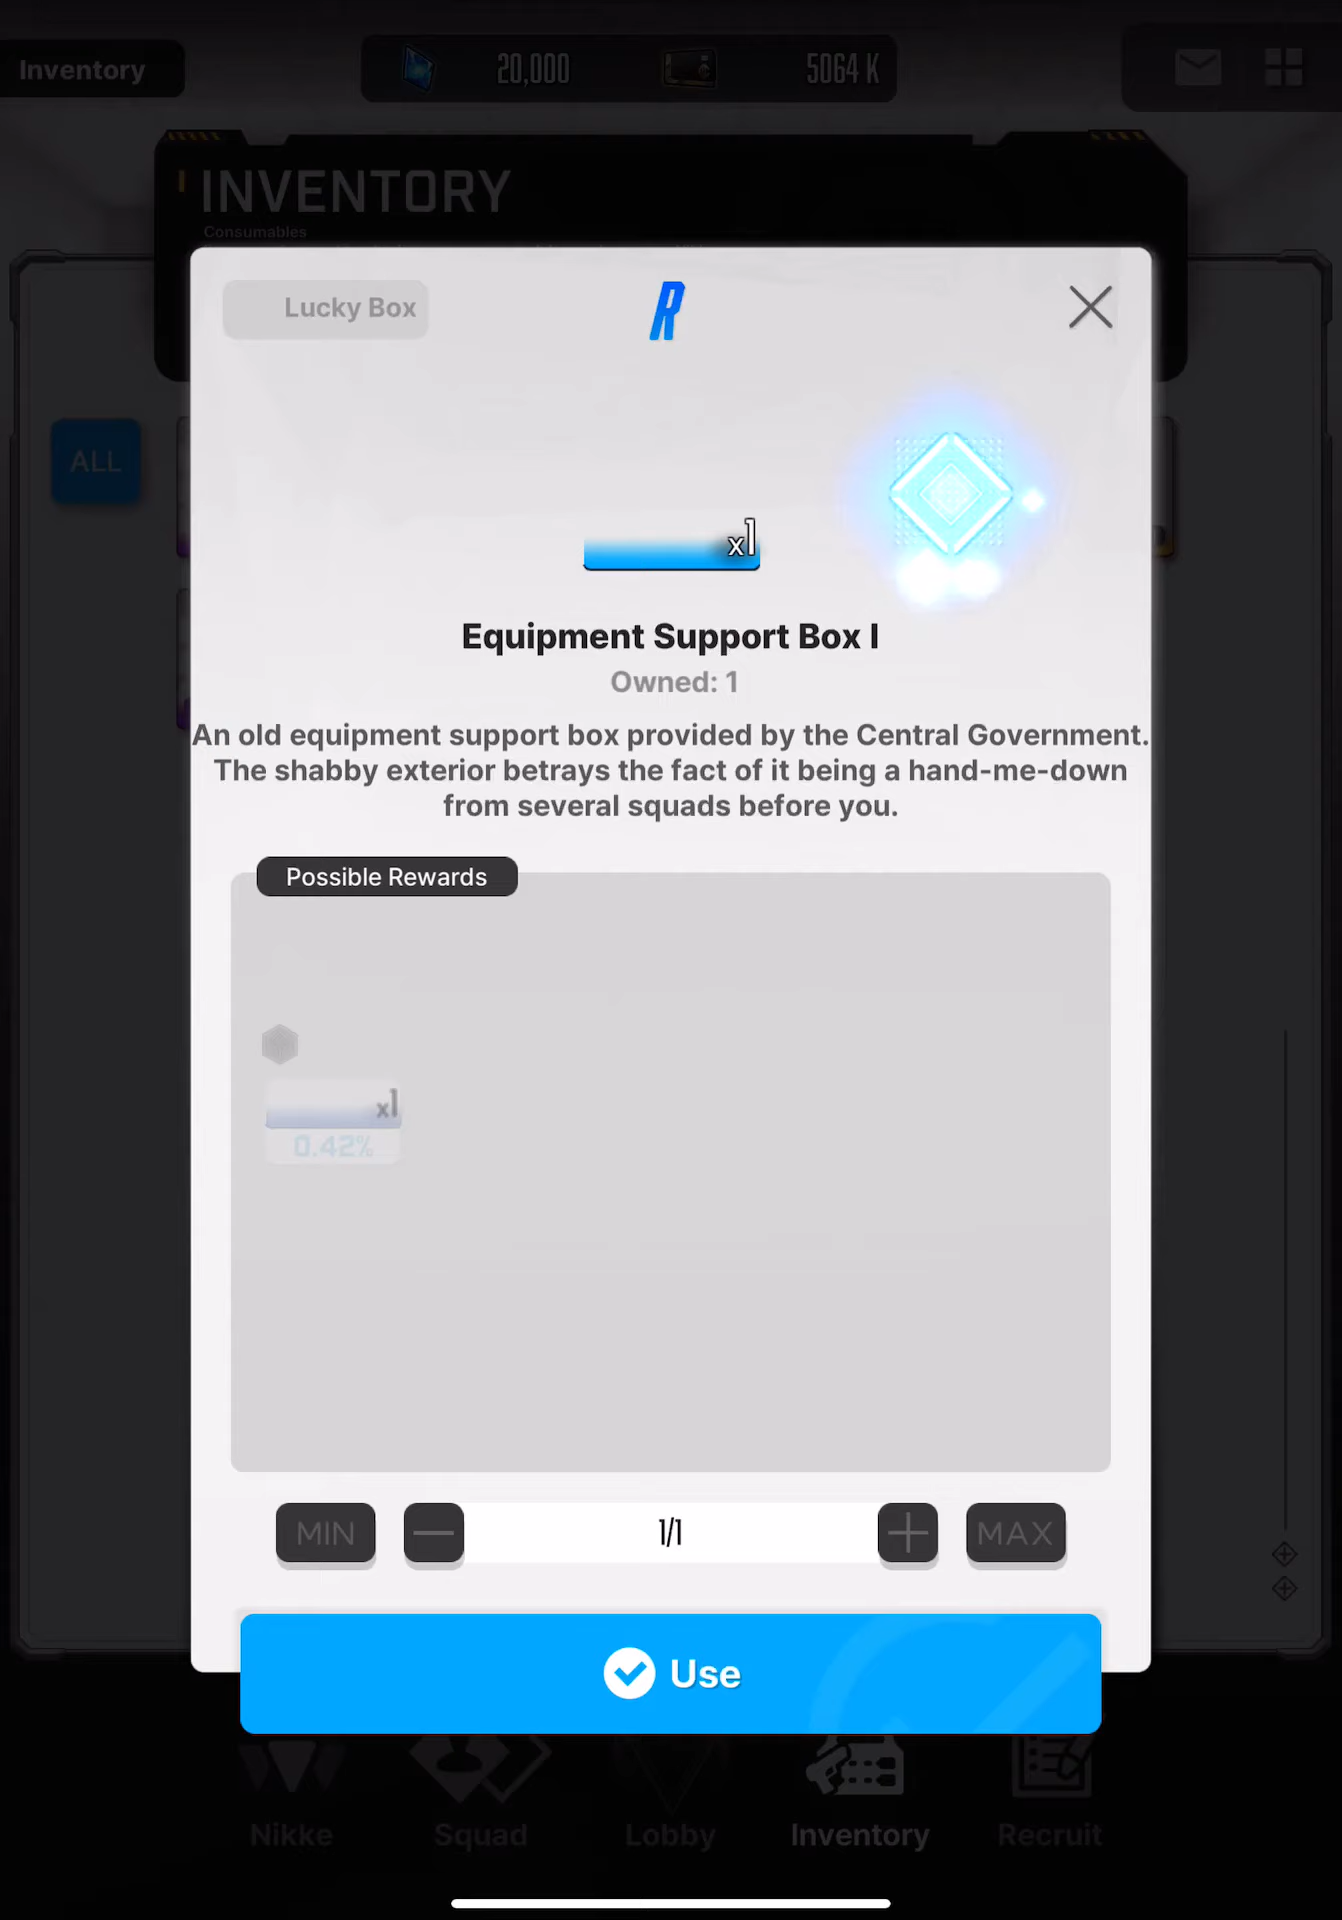 Inventory
20,000
5064 K
INVENTORY
Consumables
Lucky Box
R
ALL
x1
Equipment Support Box I
Owned: 1
An old equipment support box provided by the Central Government.
The shabby exterior betrays the fact of it being a hand-me-down
from several squads before you.
Possible Rewards
x1
0.42%
MIN
1/1
MAX
Use
Nikke
Squad
Lobby
Inventory
Recruit